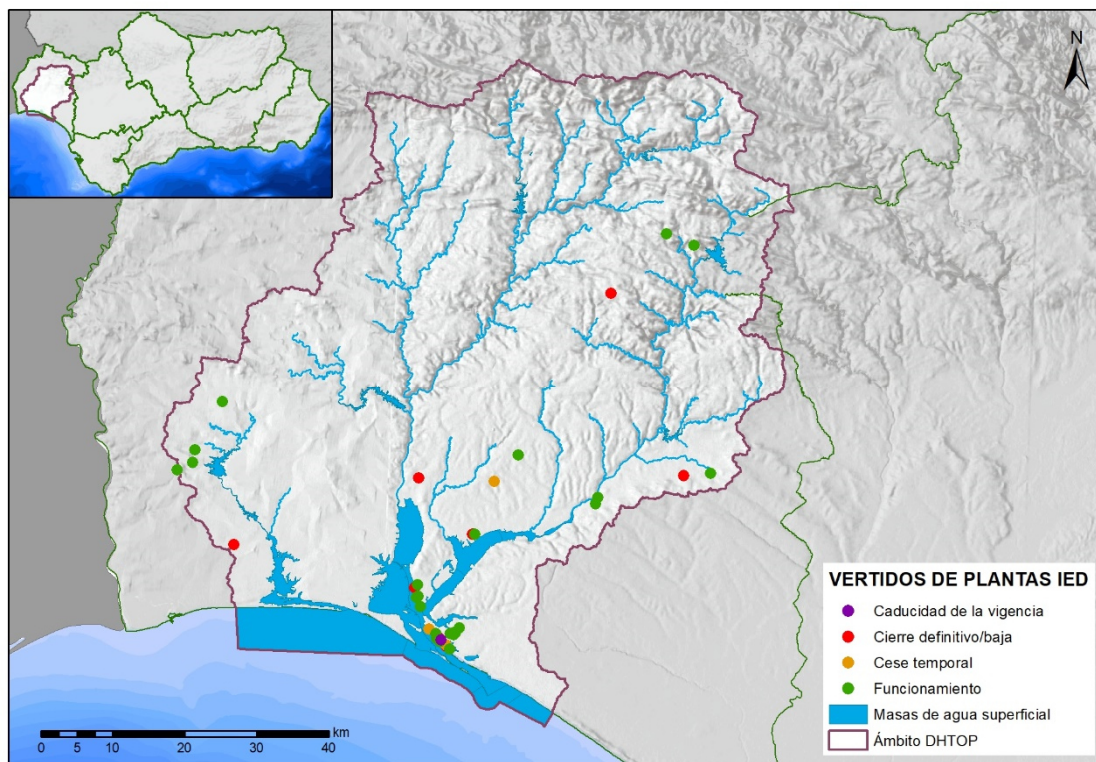 N
VERTIDOS DE PLANTAS IED
Caducidad de la vigencia
Cierre definitivo/baja
Cese temporal
Funcionamiento
Masas de agua superficial
Ámbito DHTOP
0 5 10 20 30 40
km